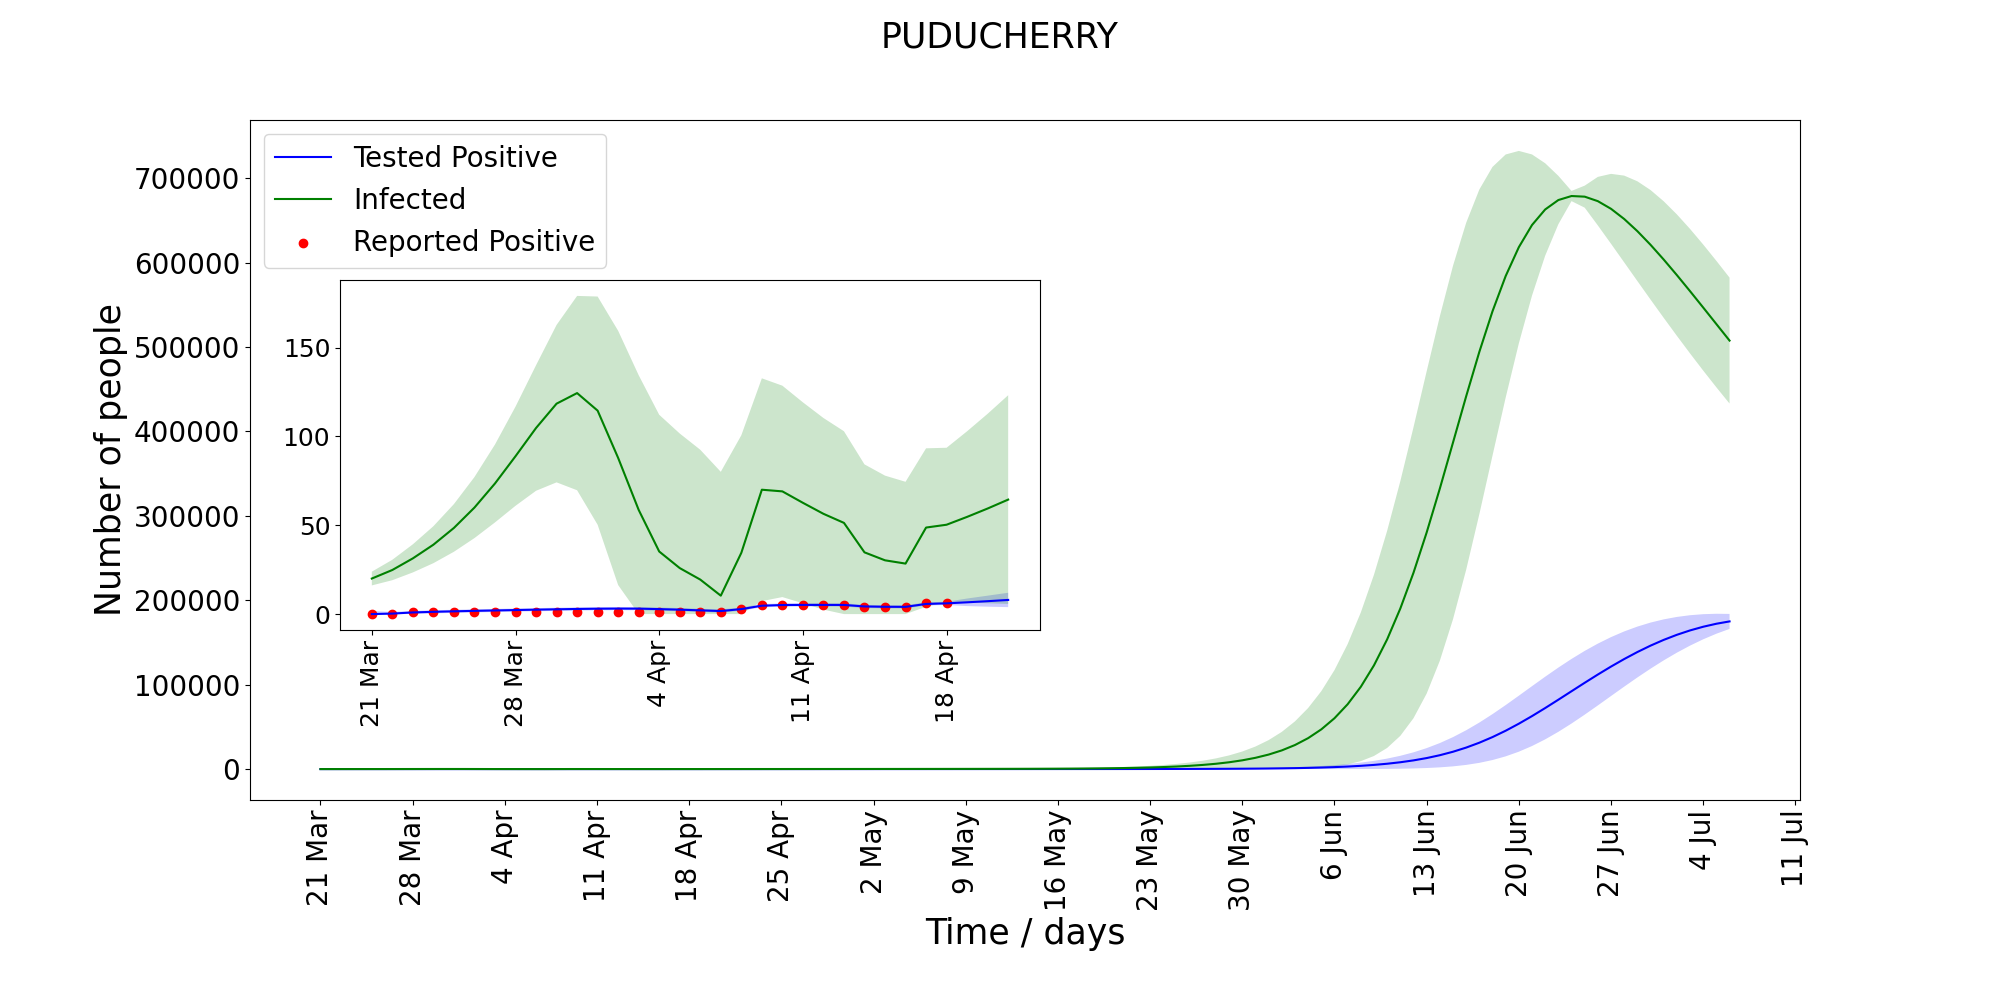 PUDUCHERRY
Tested Positive
Infected
Reported Positive
Number of people
700000
600000
500000
400000
300000
200000
100000
0
150
100
50
0
21 Mar
28 Mar
4 Apr
11 Apr
18 Apr
21 Mar
28 Mar
4 Apr
11 Apr
18 Apr
25 Apr
2 May
9 May
16 May
23 May
30 May
6 Jun
13 Jun
20 Jun
27 Jun
4 Jul
11 Jul
Time / days